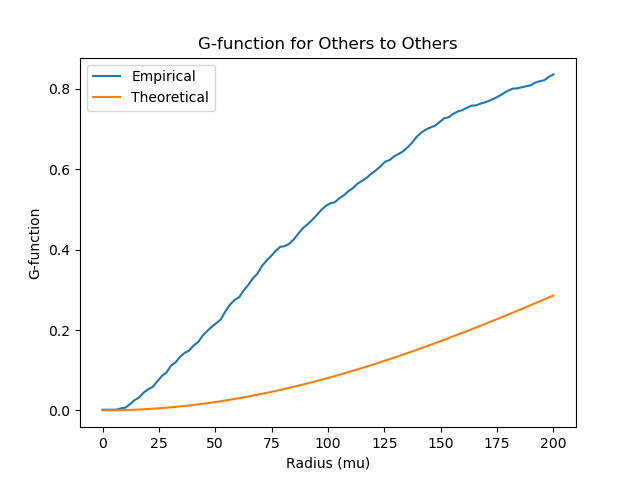 G-function for Others to Others
Empirical
Theoretical
0.8
0.6
0.4
0.2
0.0
G-function
0 25 50 75 100 125 150 175 200
Radius (mu)